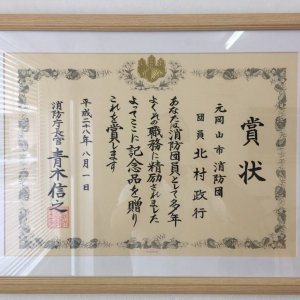 賞状
元岡山市消防団
団員 北村政行
あなたは消防団員として多年
よくその職務に精励されました
よってここに記念品を贈り
これを賞します
平成二十八年八月一日
消防庁長官 青木信之